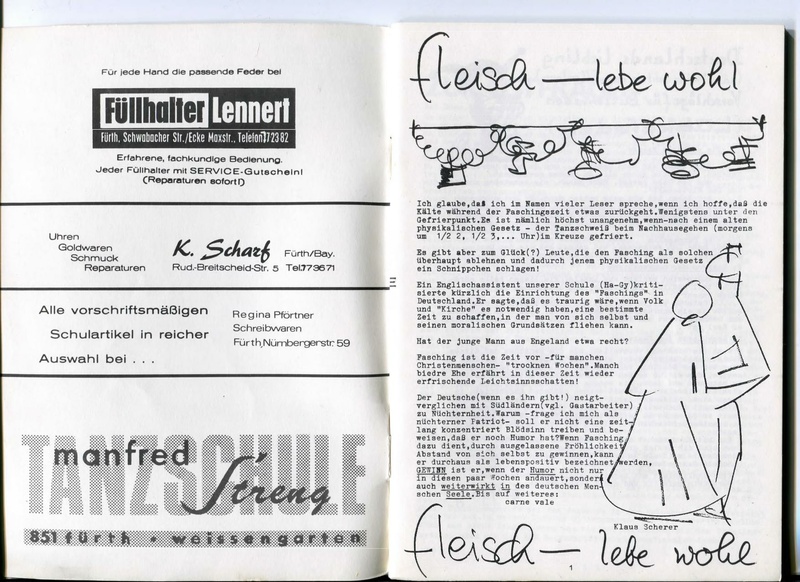 Für jede Hand die passende Feder bei
Füllhalter Lennert
Fürth, Schwabacher Str./Ecke Maxstr., Telefon 772382
Erfahrene, fachkundige Bedienung.
Jeder Füllhalter mit SERVICE-Gutschein!
(Reparaturen sofort!)
Uhren
Goldwaren
Schmuck
Reparaturen
K. Scharf Fürth/Bay.
Rud.-Breitscheid-Str. 5 Tel.773671
Alle vorschriftsmäßigen
Schulartikel in reicher
Auswahl bei . . .
Regina Pförtner
Schreibwaren
Fürth, Nürnbergerstr. 59
TANZSCHULE
manfred
Streng
851 fürth · weissengarten
fleisch — lebe wohl
Ich glaube,daß ich im Namen vieler Leser spreche,wenn ich hoffe,daß die
Kälte während der Faschingszeit etwas zurückgeht.Wenigstens unter den
Gefrierpunkt.Es ist nämlich höchst unangenehm,wenn-nach einem alten
physikalischen Gesetz - der Tanzschweiß beim Nachhausegehen (morgens
um 1/2 2, 1/2 3,... Uhr)im Kreuze gefriert.
Es gibt aber zum Glück(?) Leute,die den Fasching als solchen
überhaupt ablehnen und dadurch jenem physikalischen Gesetz
ein Schnippchen schlagen!
Ein Englischassistent unserer Schule (Ha-Gy)kriti-
sierte kürzlich die Einrichtung des "Faschings" in
Deutschland.Er sagte,daß es traurig wäre,wenn Volk
und "Kirche" es notwendig haben,eine bestimmte
Zeit zu schaffen,in der man von sich selbst und
seinen moralischen Grundsätzen fliehen kann.
Hat der junge Mann aus Engeland etwa recht?
Fasching ist die Zeit vor -für manchen
Christenmenschen- "trocknen Wochen".Manch
biedre Ehe erfährt in dieser Zeit wieder
erfrischende Leichtsinnsschatten!
Der Deutsche(wenn es ihn gibt!) neigt-
verglichen mit Südländern(vgl. Gastarbeiter)
zu Nüchternheit.Warum -frage ich mich als
nüchterner Patriot- soll er nicht eine zeit-
lang konzentriert Blödsinn treiben und be-
weisen,daß er noch Humor hat?Wenn Fasching
dazu dient,durch ausgelassene Fröhlichkeit
Abstand von sich selbst zu gewinnen,kann
er durchaus als lebenspositiv bezeichnet werden,
GEWINN ist er,wenn der Humor nicht nur
in diesen paar Wochen andauert,sondern
auch weiterwirkt in des deutschen Men-
schen Seele.Bis auf weiteres:
carne vale
Klaus Scherer
fleisch — lebe wohl
1